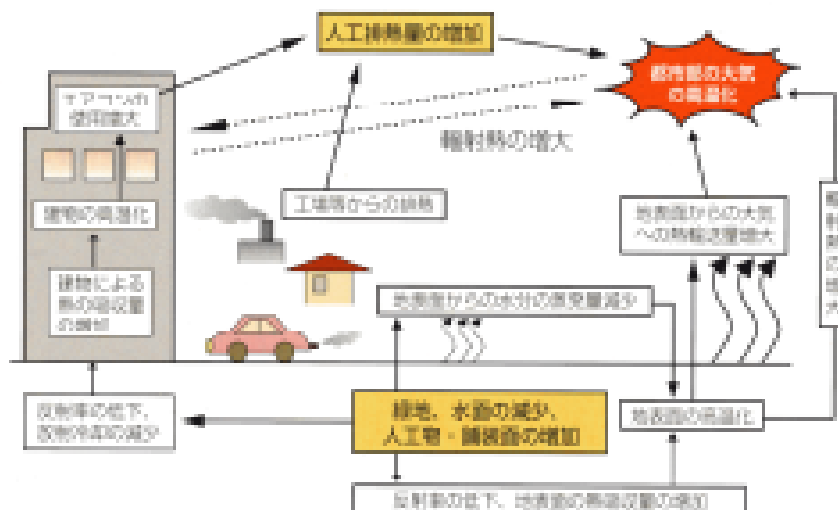 人工排熱量の増加
都市部の大気
の高温化
エアコンの
使用増大
輻射熱の増大
建物の高温化
工場等からの排熱
地表面からの大気
への熱輸送量増大
輻射熱の増大
建物による
熱の吸収量
の増加
地表面からの水分の蒸発量減少
反射率の低下、
放射冷却の減少
緑地、水面の減少、
人工物・舗装面の増加
地表面の高温化
反射率の低下、地表面の熱吸収量の増加